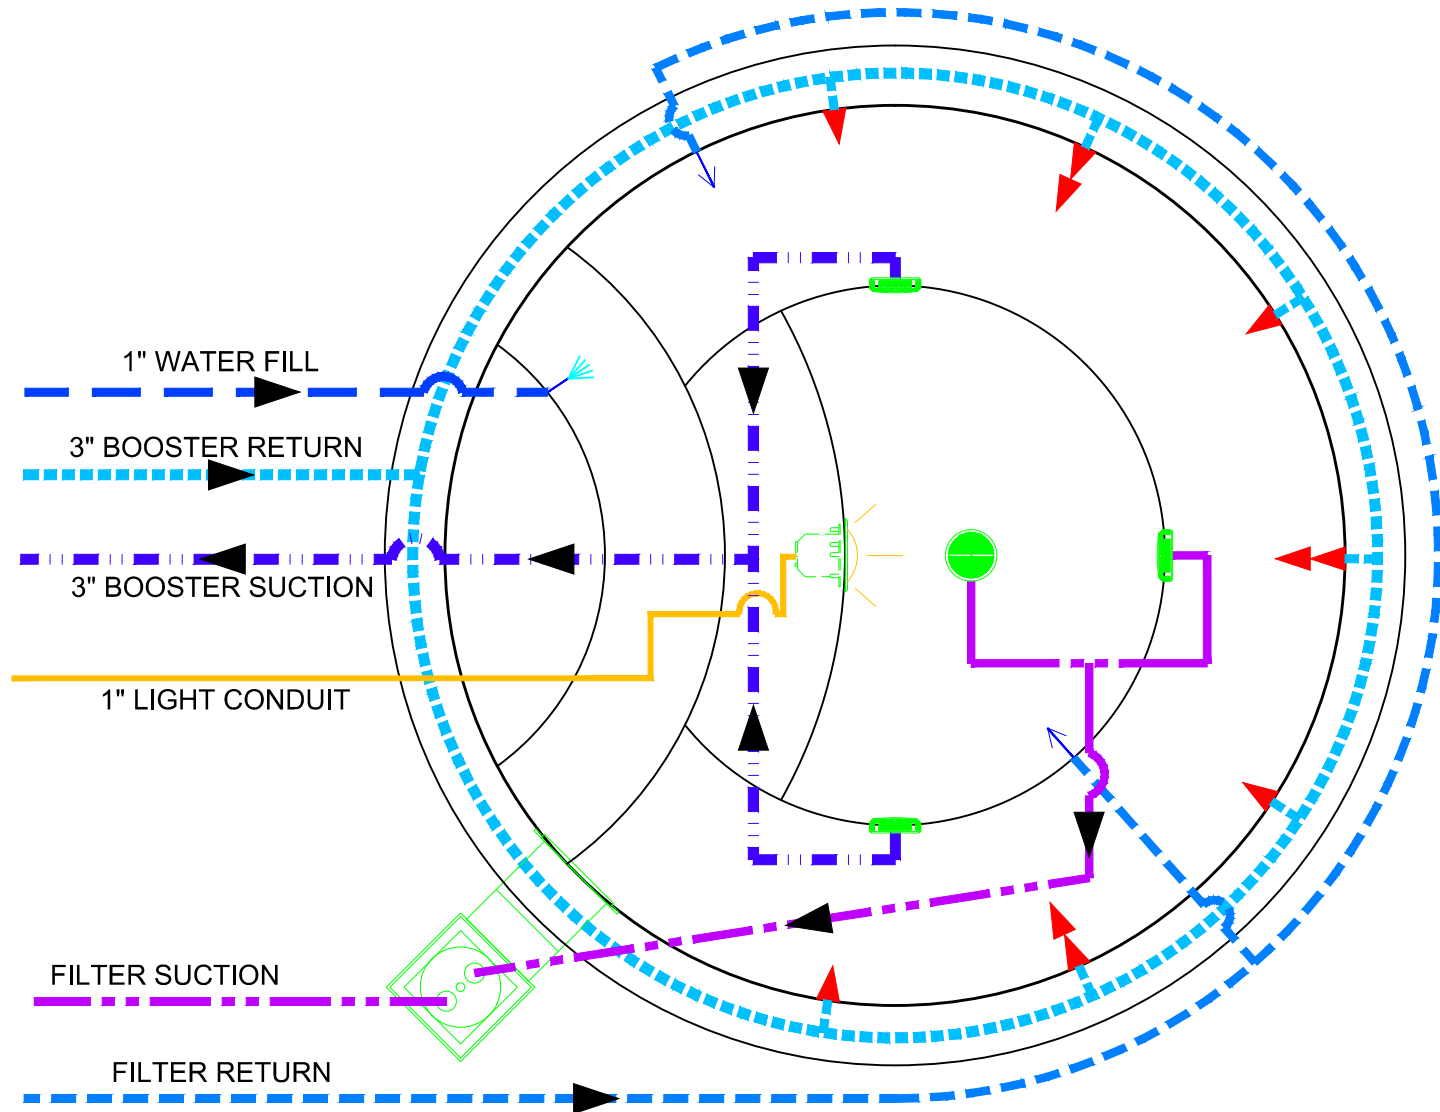 1" WATER FILL
3" BOOSTER RETURN
3" BOOSTER SUCTION
1" LIGHT CONDUIT
FILTER SUCTION
FILTER RETURN